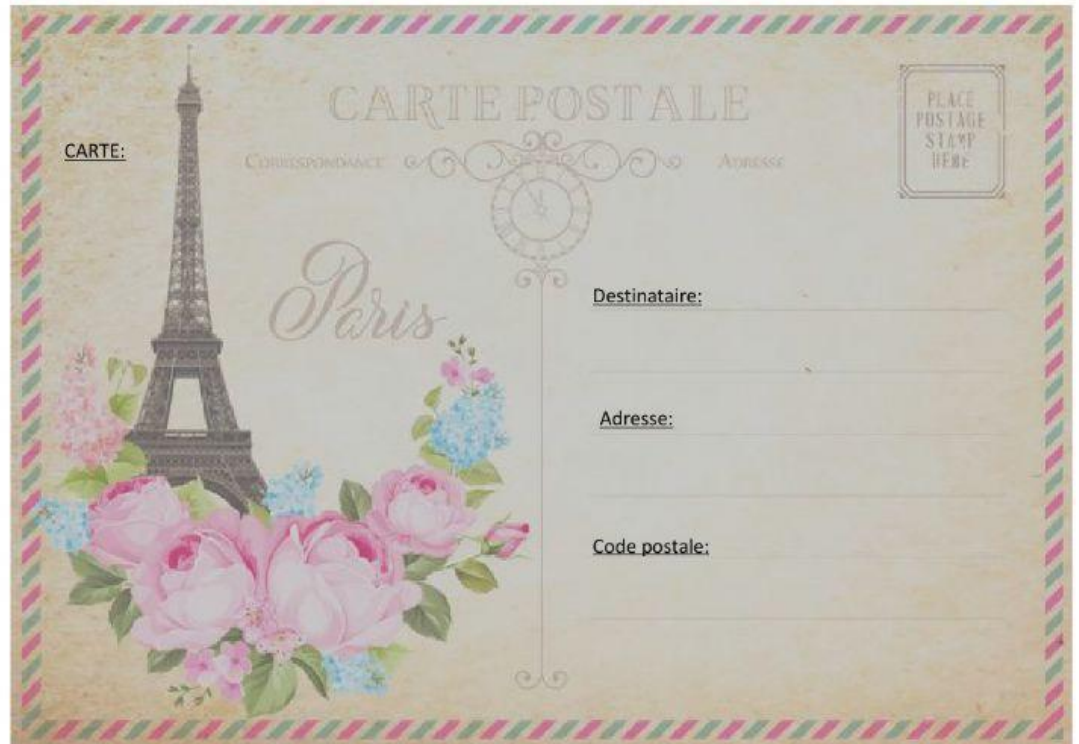 CARTE POSTALE
PLACE
POSTAGE
STAMP
HERE
CARTE:
CORRESPONDANCE
ADRESSE
Paris
Destinataire:
Adresse:
Code postale: